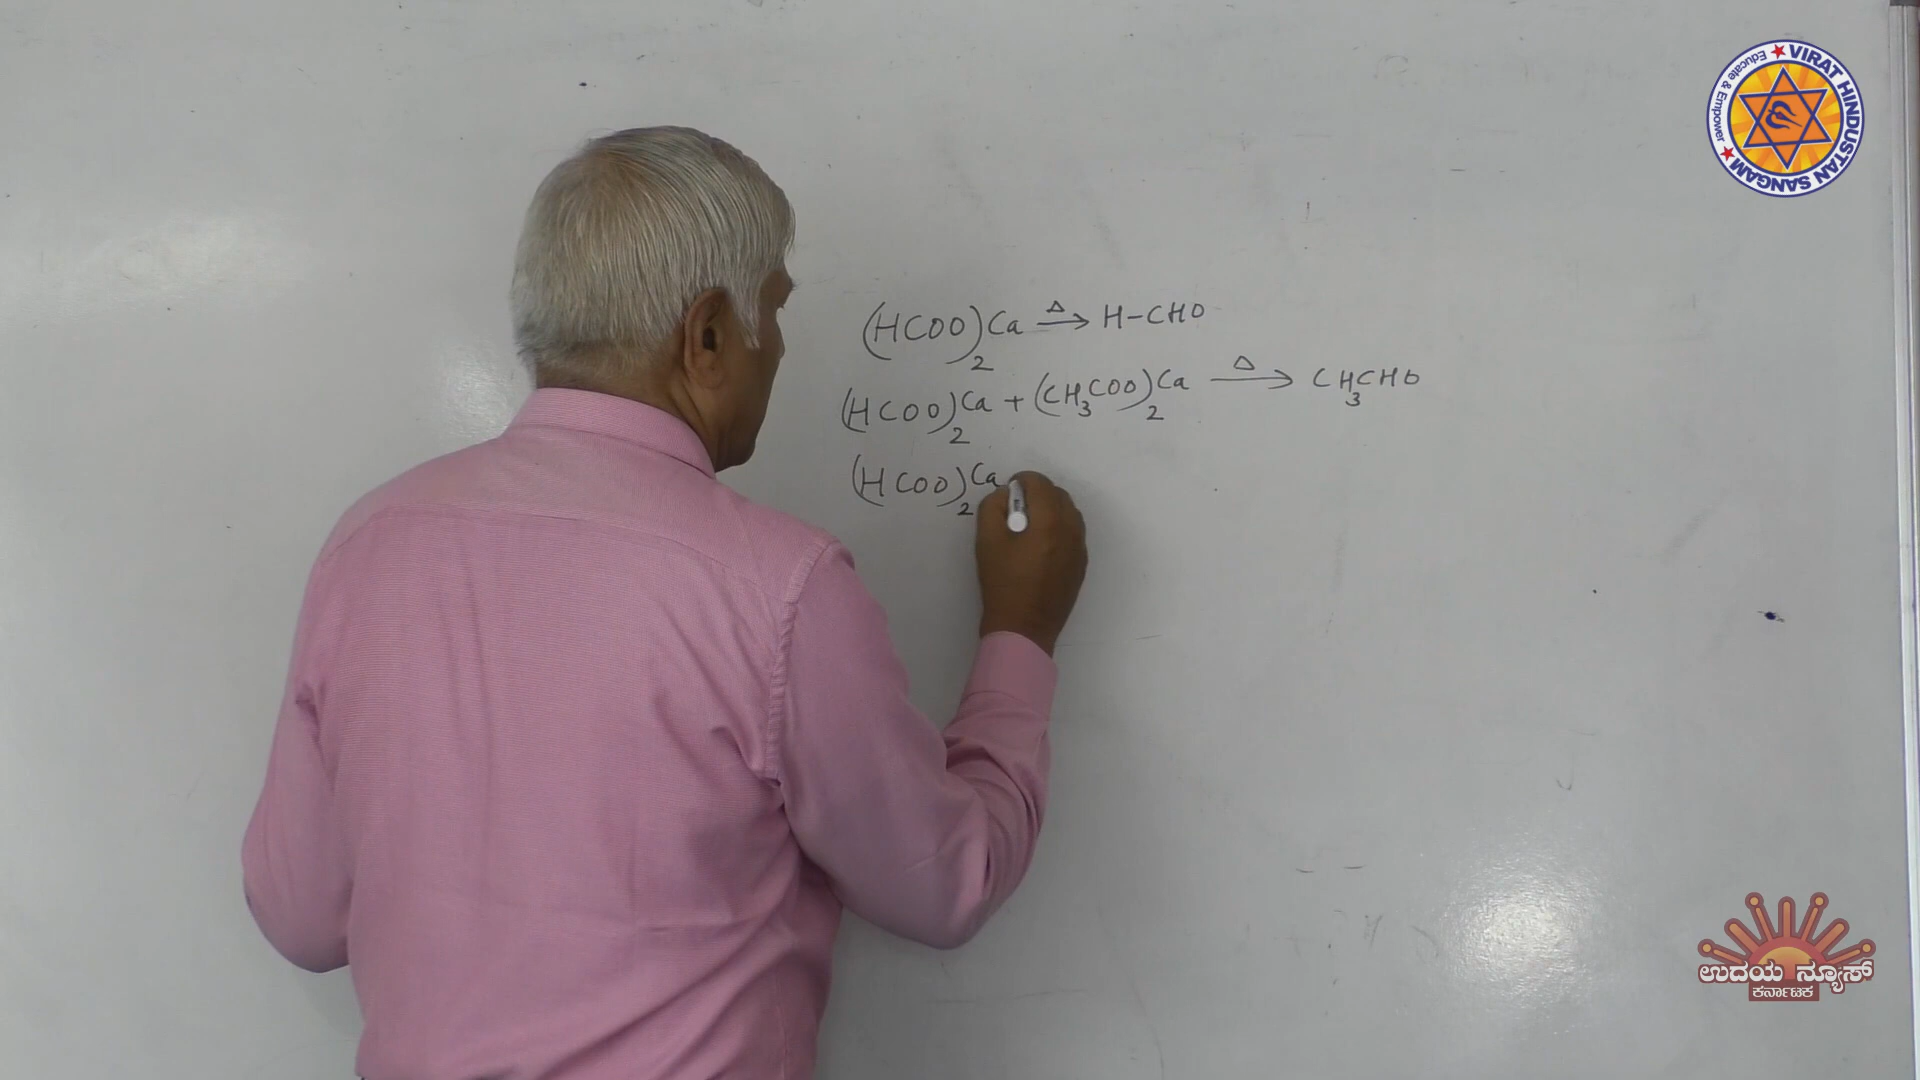 VIRAT HINDUSTAN SANGAM
Educate & Empower
(HCOO)₂Ca —Δ→ H-CHO
(HCOO)₂Ca + (CH₃COO)₂Ca —Δ→ CH₃CHO
(HCOO)₂Ca
ಉದಯ ನ್ಯೂಸ್
ಕರ್ನಾಟಕ